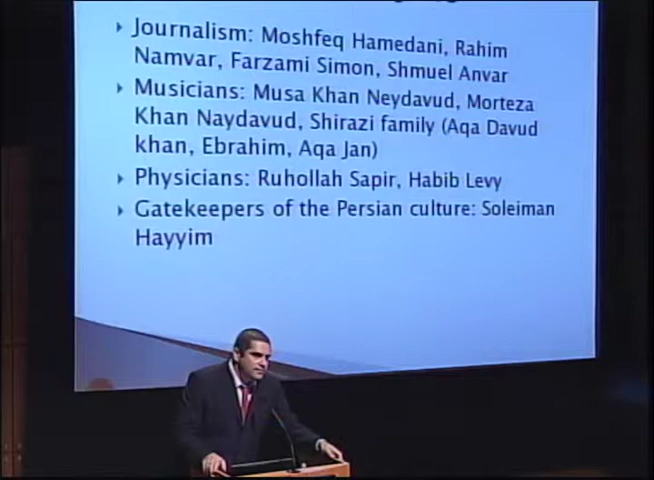 Journalism: Moshfeq Hamedani, Rahim
Namvar, Farzami Simon, Shmuel Anvar
Musicians: Musa Khan Neydavud, Morteza
Khan Naydavud, Shirazi family (Aqa Davud
khan, Ebrahim, Aqa Jan)
Physicians: Ruhollah Sapir, Habib Levy
Gatekeepers of the Persian culture: Soleiman
Hayyim